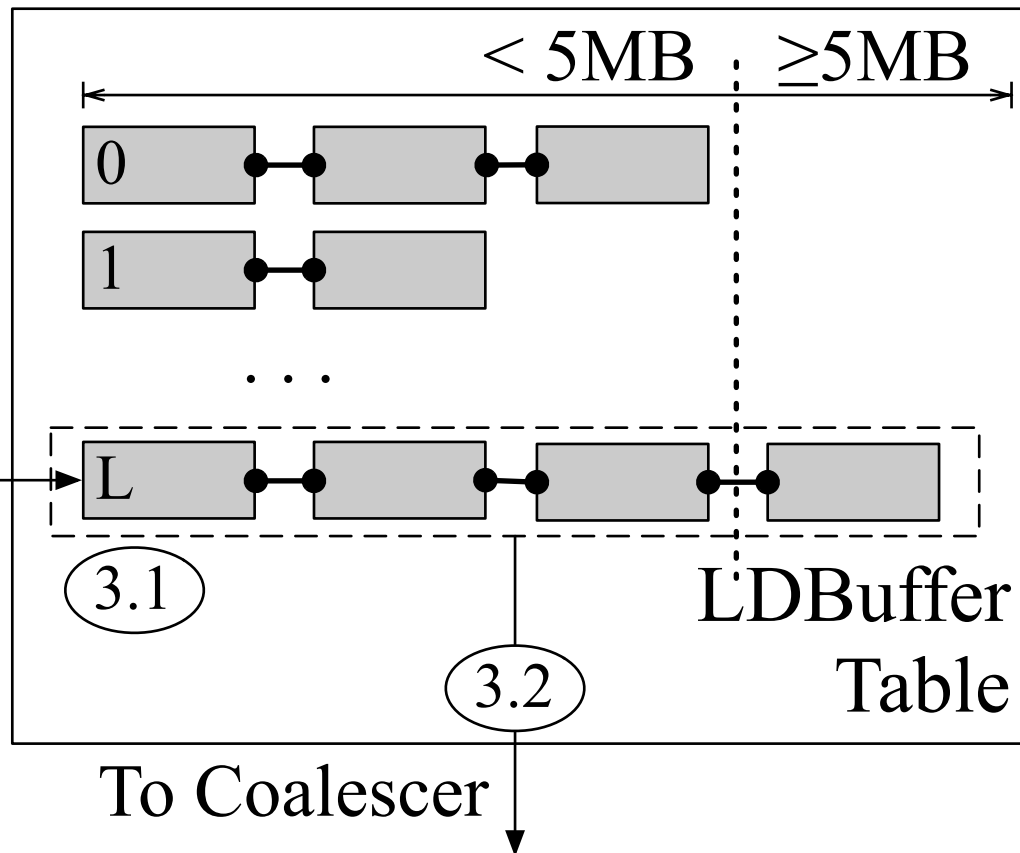 < 5MB ≥5MB
0
1
. . .
L
3.1
LDBuffer
Table
3.2
To Coalescer